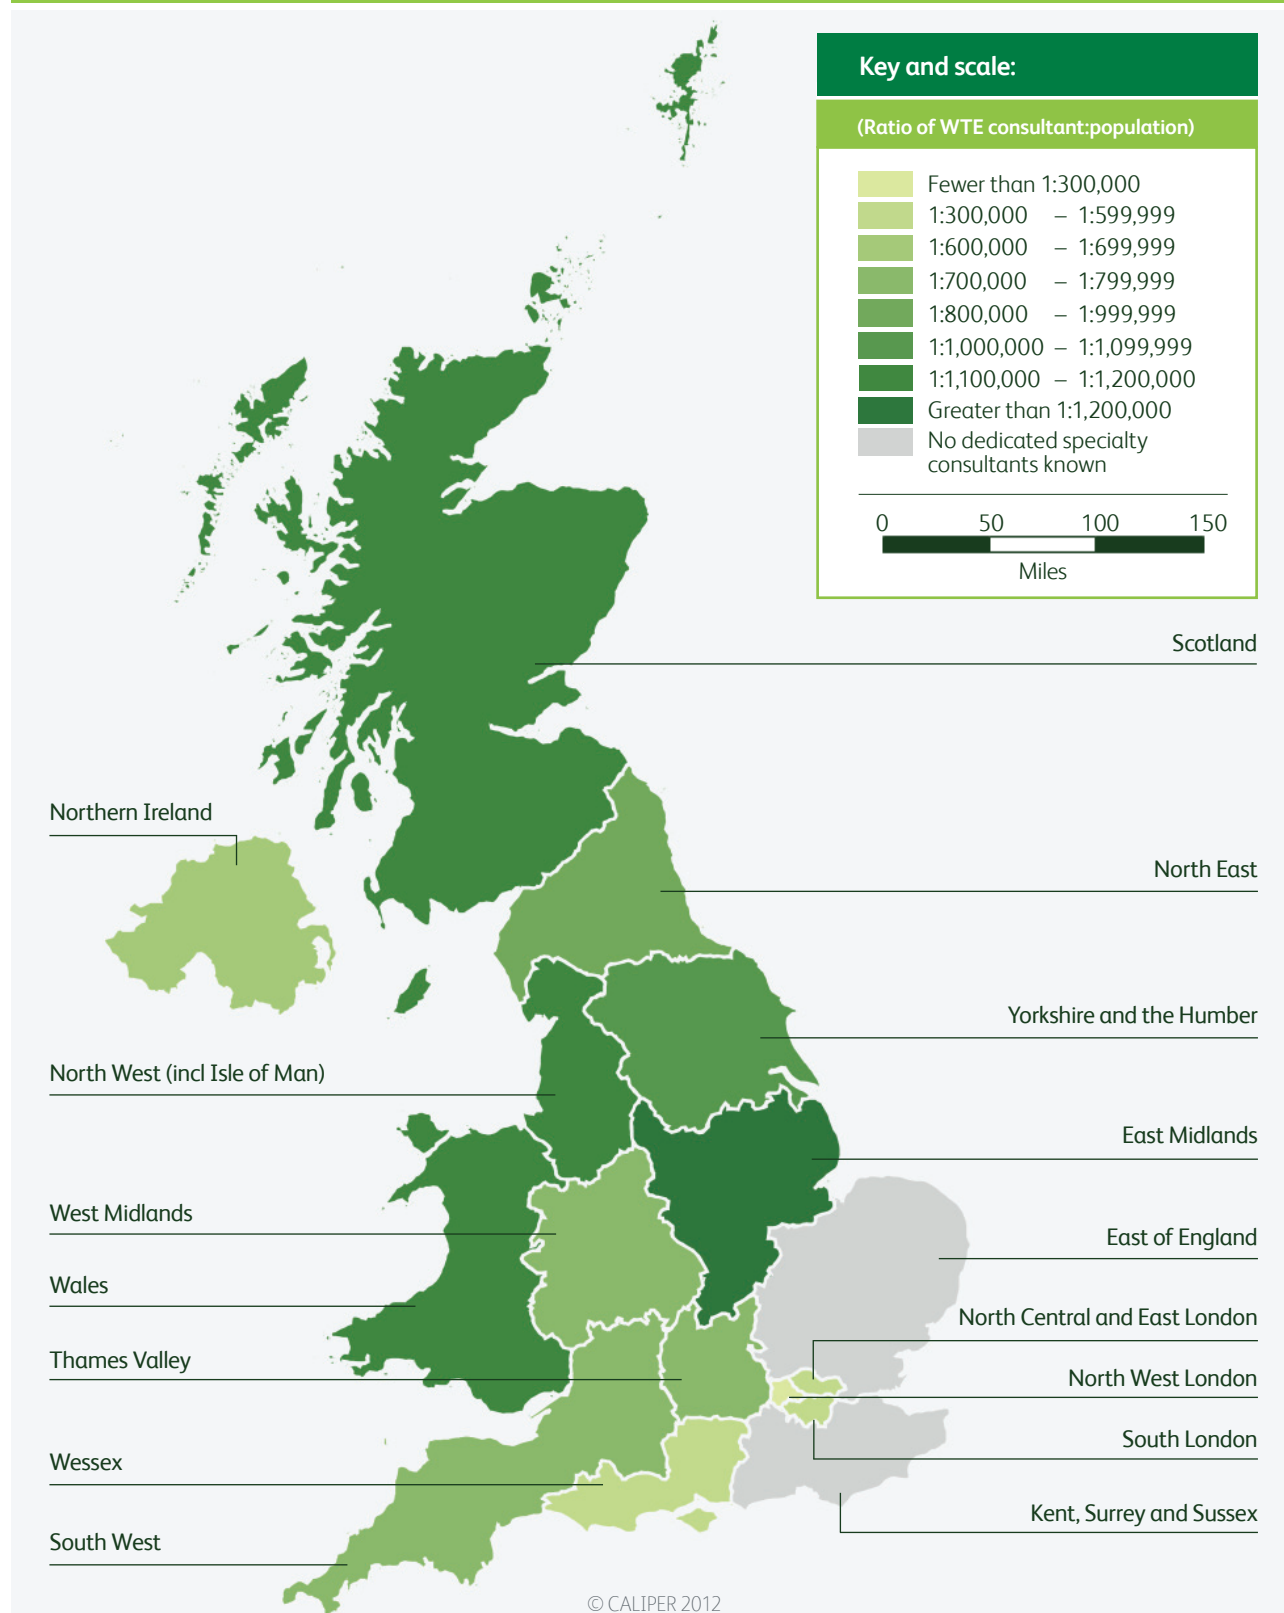 Key and scale:
(Ratio of WTE consultant:population)
Fewer than 1:300,000
1:300,000 – 1:599,999
1:600,000 – 1:699,999
1:700,000 – 1:799,999
1:800,000 – 1:999,999
1:1,000,000 – 1:1,099,999
1:1,100,000 – 1:1,200,000
Greater than 1:1,200,000
No dedicated specialty
consultants known
0 50 100 150
Miles
Scotland
Northern Ireland
North East
Yorkshire and the Humber
North West (incl Isle of Man)
East Midlands
West Midlands
East of England
Wales
North Central and East London
Thames Valley
North West London
South London
Wessex
Kent, Surrey and Sussex
South West
© CALIPER 2012